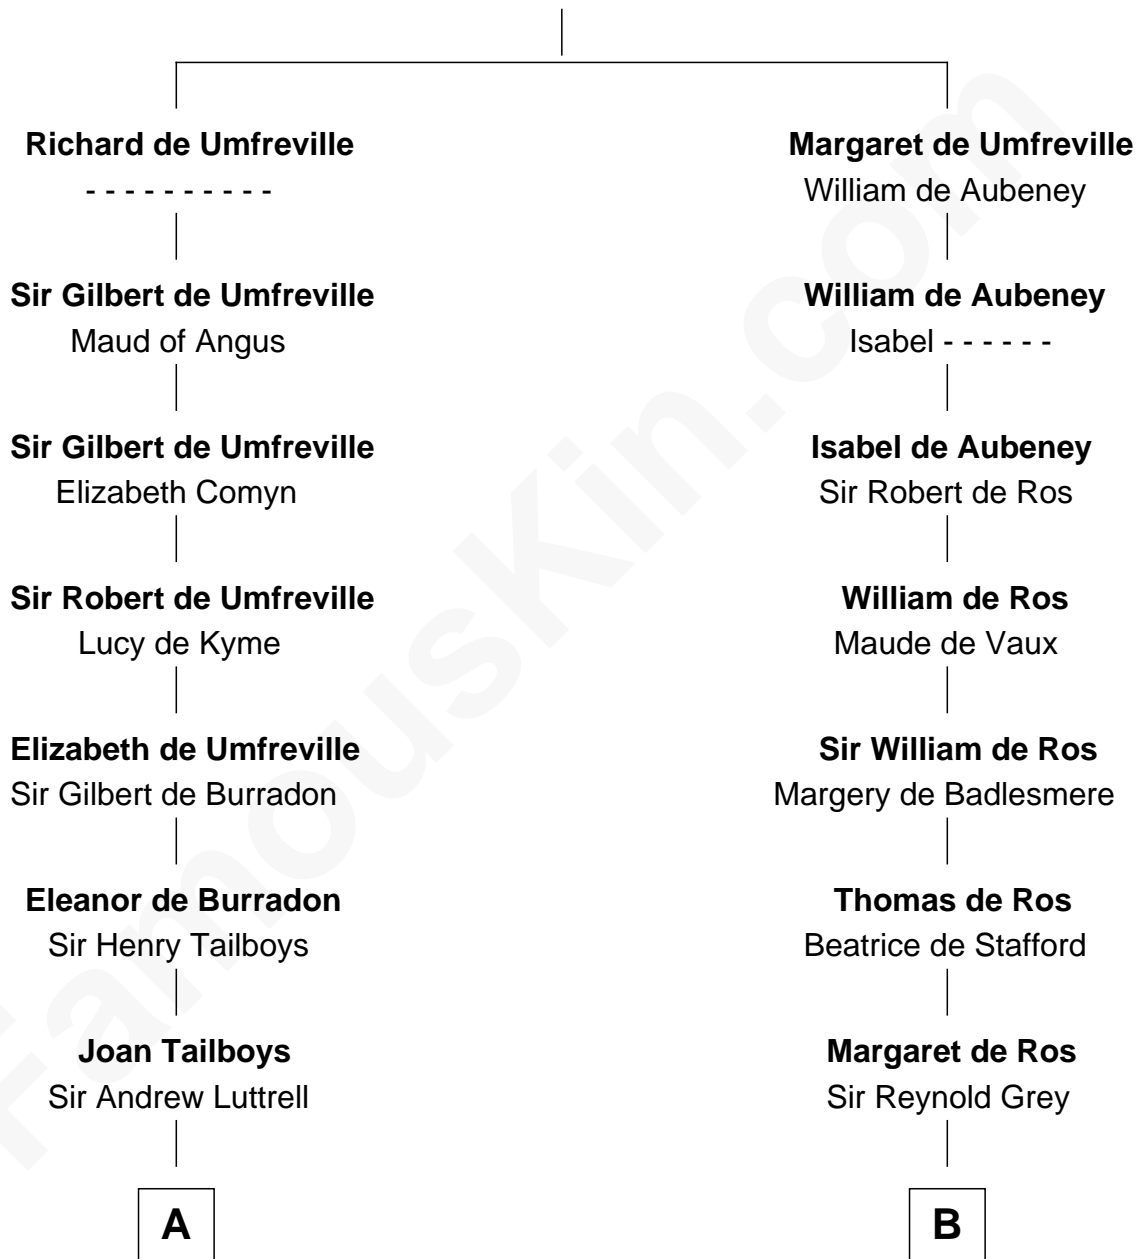 Richard de Umfreville
- - - - - - - - - -
Sir Gilbert de Umfreville
Maud of Angus
Sir Gilbert de Umfreville
Elizabeth Comyn
Sir Robert de Umfreville
Lucy de Kyme
Elizabeth de Umfreville
Sir Gilbert de Burradon
Eleanor de Burradon
Sir Henry Tailboys
Joan Tailboys
Sir Andrew Luttrell
A
Margaret de Umfreville
William de Aubeney
William de Aubeney
Isabel - - - - - -
Isabel de Aubeney
Sir Robert de Ros
William de Ros
Maude de Vaux
Sir William de Ros
Margery de Badlesmere
Thomas de Ros
Beatrice de Stafford
Margaret de Ros
Sir Reynold Grey
B
FamousKin.com